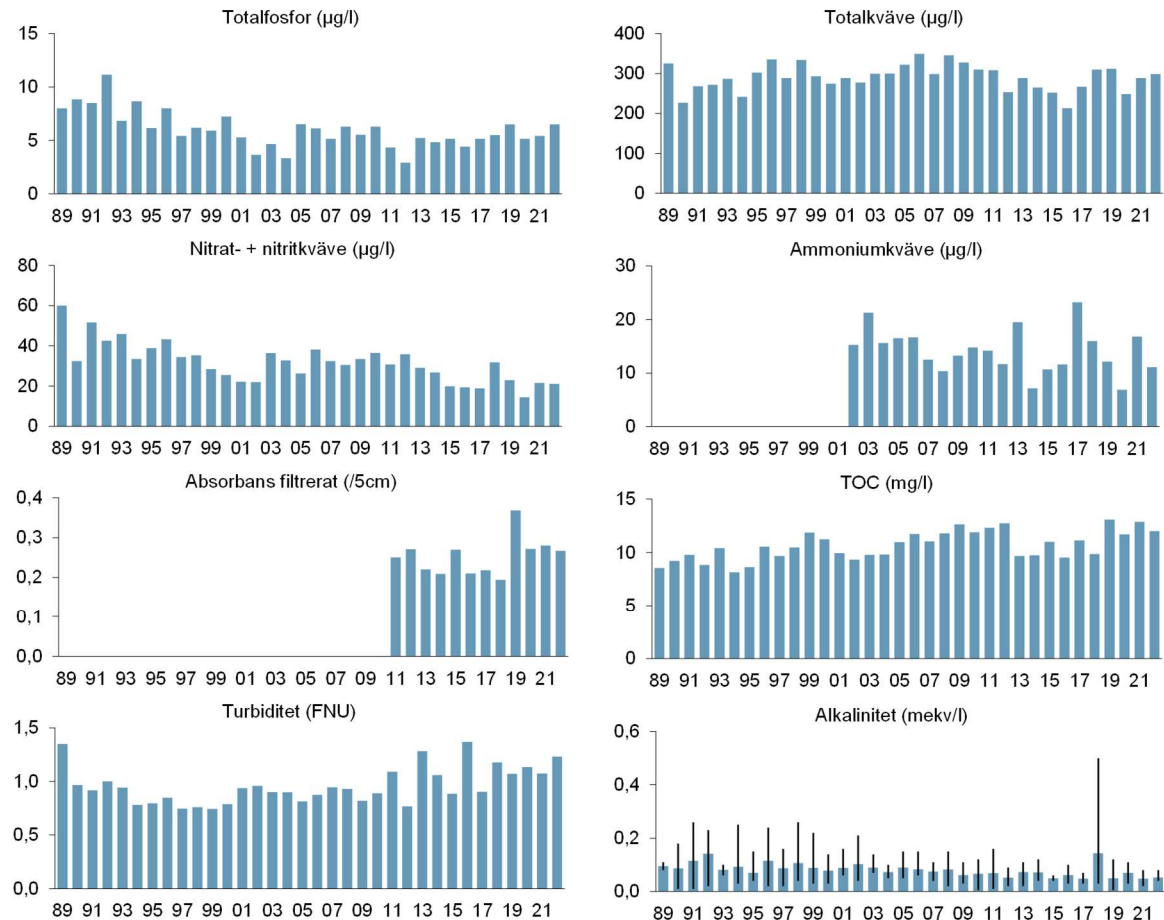 Totalfosfor (µg/l)
15
10
5
0
89 91 93 95 97 99 01 03 05 07 09 11 13 15 17 19 21
Totalkväve (µg/l)
400
300
200
100
0
89 91 93 95 97 99 01 03 05 07 09 11 13 15 17 19 21
Nitrat- + nitritkväve (µg/l)
80
60
40
20
0
89 91 93 95 97 99 01 03 05 07 09 11 13 15 17 19 21
Ammoniumkväve (µg/l)
30
20
10
0
89 91 93 95 97 99 01 03 05 07 09 11 13 15 17 19 21
Absorbans filtrerat (/5cm)
0,4
0,3
0,2
0,1
0,0
89 91 93 95 97 99 01 03 05 07 09 11 13 15 17 19 21
TOC (mg/l)
15
10
5
0
89 91 93 95 97 99 01 03 05 07 09 11 13 15 17 19 21
Turbiditet (FNU)
1,5
1,0
0,5
0,0
89 91 93 95 97 99 01 03 05 07 09 11 13 15 17 19 21
Alkalinitet (mekv/l)
0,6
0,4
0,2
0,0
89 91 93 95 97 99 01 03 05 07 09 11 13 15 17 19 21